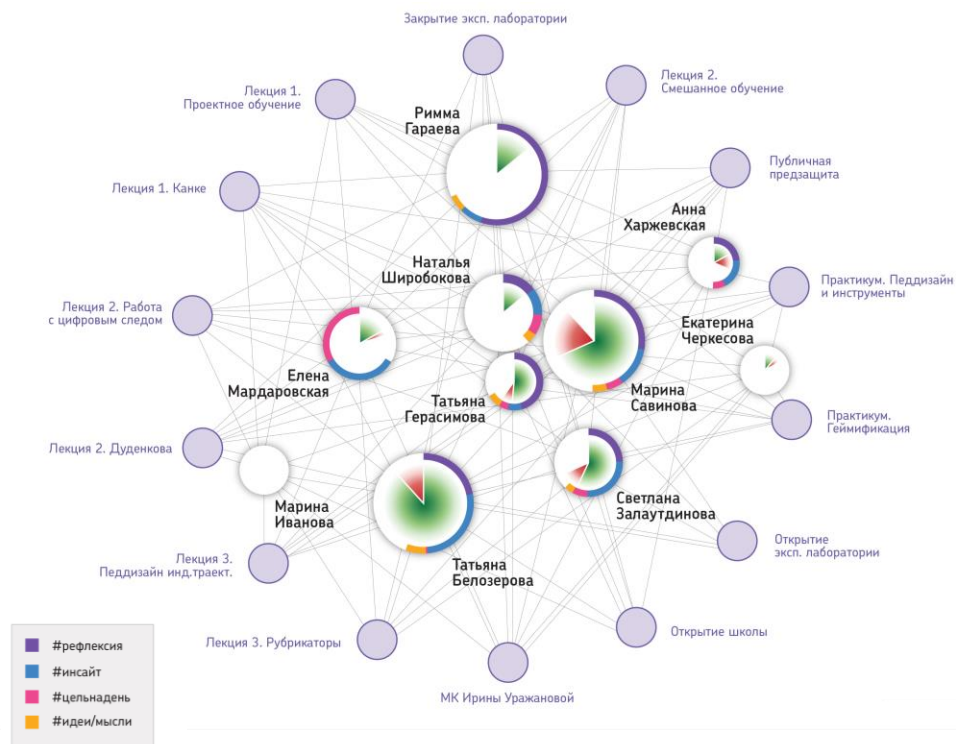 Закрытие эксп. лаборатории
Лекция 1.
Проектное обучение
Лекция 2.
Смешанное обучение
Римма
Гараева
Лекция 1. Канке
Публичная
предзащита
Анна
Харжевская
Наталья
Широбокова
Практикум. Педдизайн
и инструменты
Лекция 2. Работа
с цифровым следом
Екатерина
Черкесова
Елена
Мардаровская
Марина
Савинова
Татьяна
Герасимова
Практикум.
Геймификация
Лекция 2. Дуденкова
Марина
Иванова
Светлана
Залаутдинова
Татьяна
Белозерова
Открытие
эксп. лаборатории
Лекция 3.
Педдизайн инд.траект.
Лекция 3. Рубрикаторы
Открытие школы
МК Ирины Уражановой
#рефлексия
#инсайт
#цельнадень
#идеи/мысли